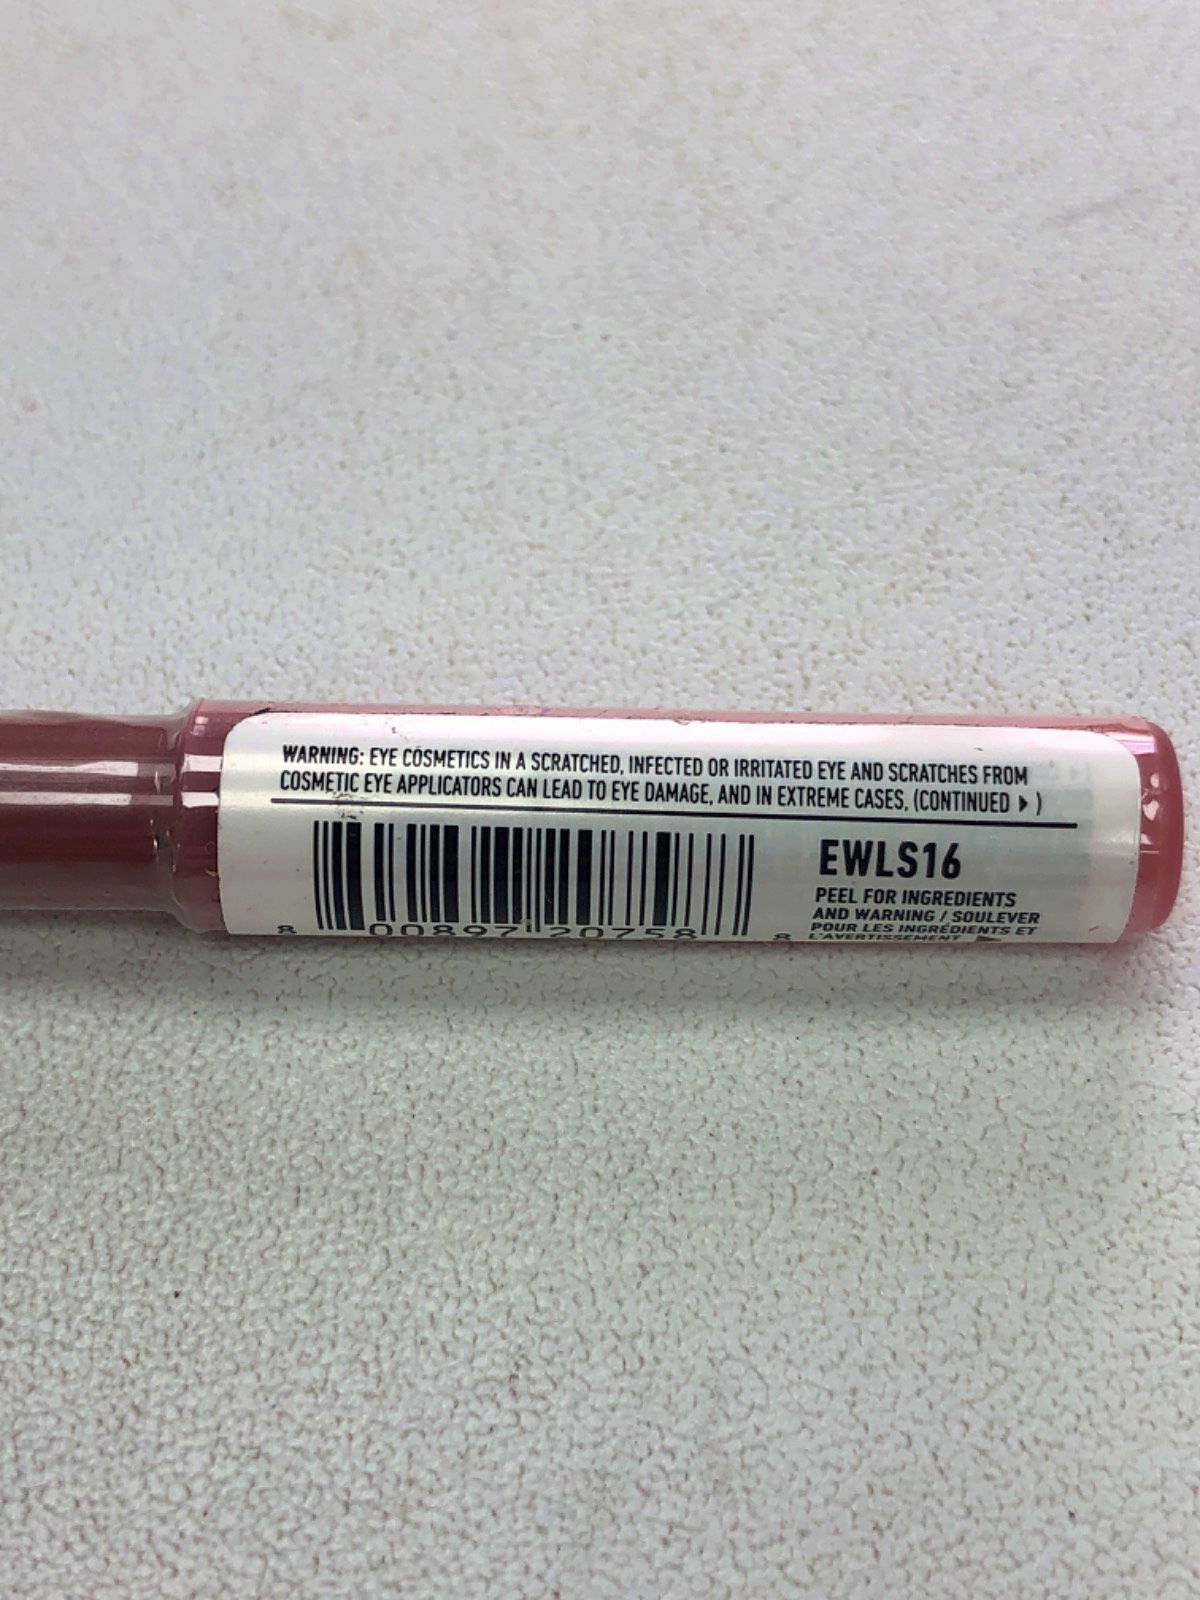 WARNING: EYE COSMETICS IN A SCRATCHED, INFECTED OR IRRITATED EYE AND SCRATCHES FROM
COSMETIC EYE APPLICATORS CAN LEAD TO EYE DAMAGE, AND IN EXTREME CASES, (CONTINUED ▶ )
EWLS16
PEEL FOR INGREDIENTS
AND WARNING / SOULEVER
POUR LES INGRÉDIENTS ET
L'AVERTISSEMENT
8 00897 20758 8